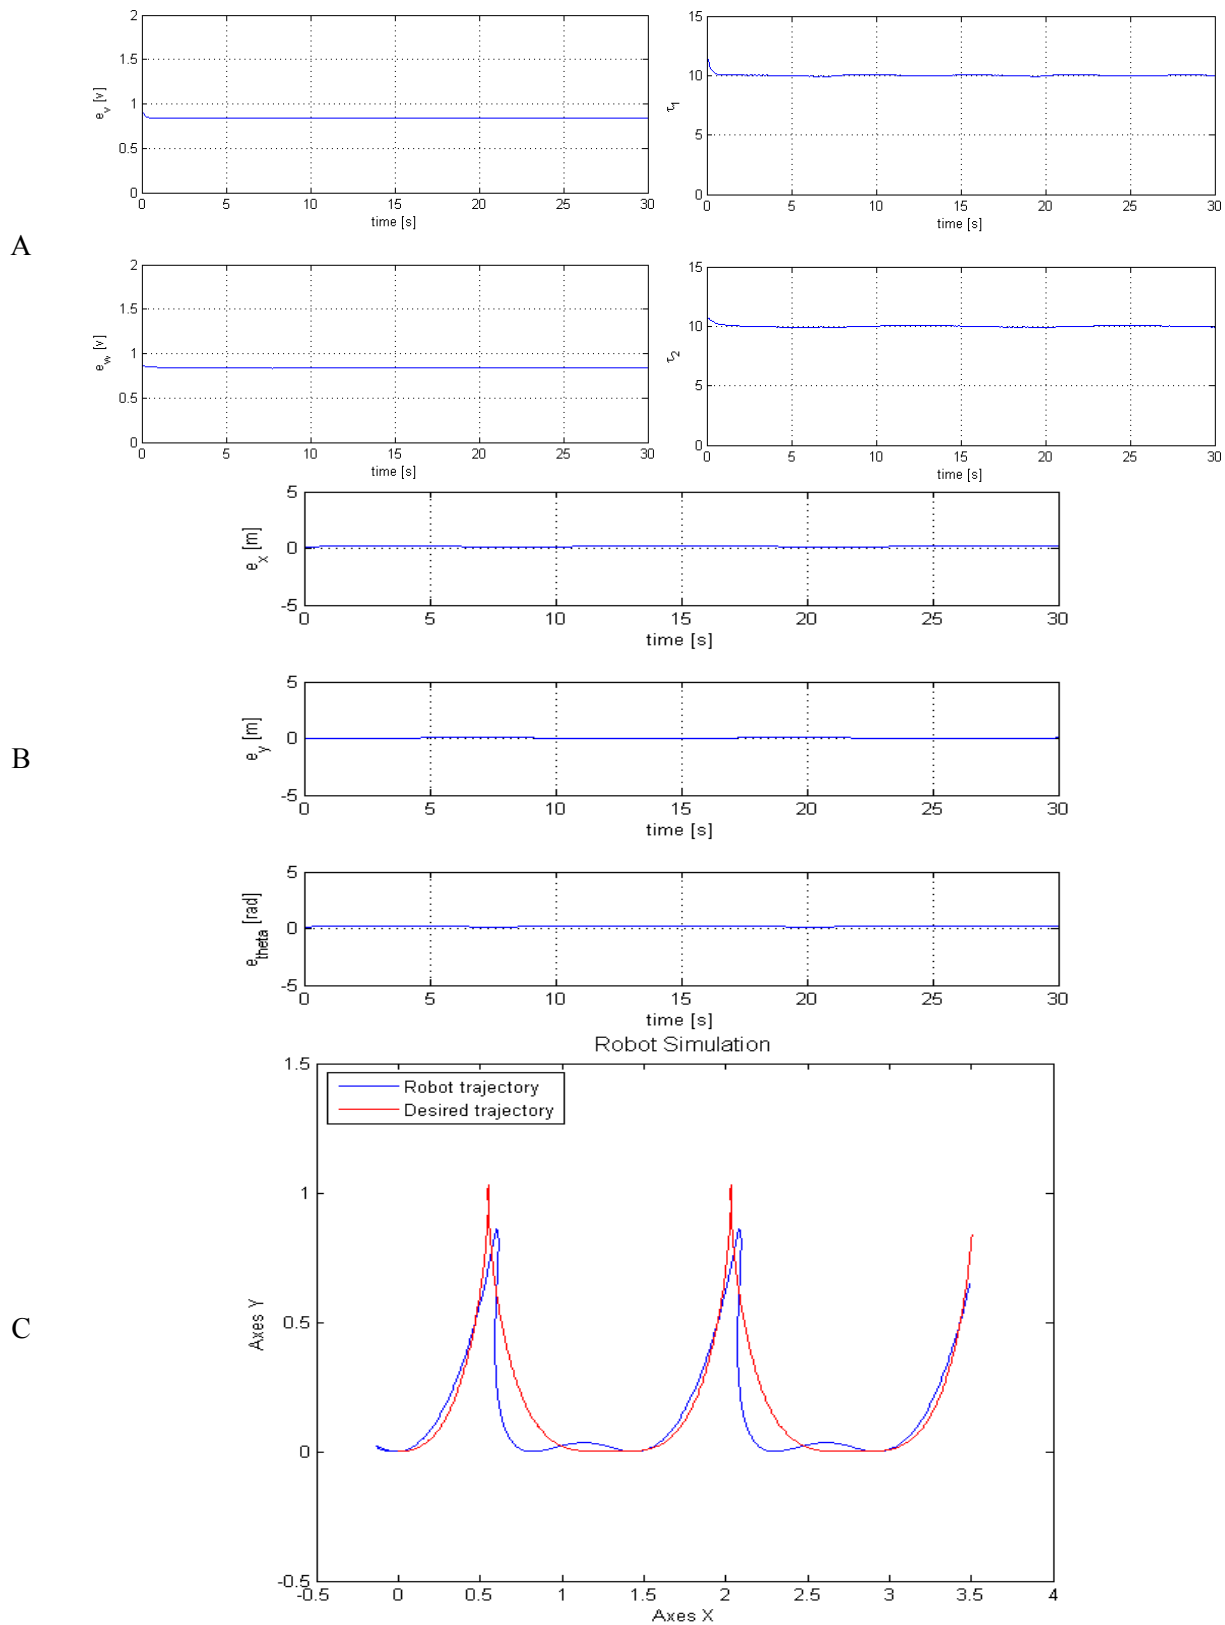 2
1.5
1
0.5
0
e_v [v]
0 5 10 15 20 25 30
time [s]
15
10
5
0
τ_1
0 5 10 15 20 25 30
time [s]
A
2
1.5
1
0.5
0
e_w [v]
0 5 10 15 20 25 30
time [s]
15
10
5
0
τ_2
0 5 10 15 20 25 30
time [s]
5
0
-5
e_x [m]
0 5 10 15 20 25 30
time [s]
B
5
0
-5
e_y [m]
0 5 10 15 20 25 30
time [s]
5
0
-5
e_theta [rad]
0 5 10 15 20 25 30
time [s]
C
Robot Simulation
1.5
1
0.5
0
-0.5
Axes Y
Robot trajectory
Desired trajectory
-0.5 0 0.5 1 1.5 2 2.5 3 3.5 4
Axes X